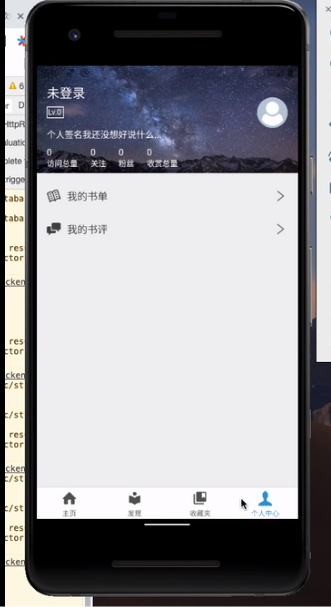 未登录
Lv.0
个人签名我还没想好说什么...
0 0 0 0
访问总量 关注 粉丝 收赏总量
我的书单
我的书评
主页 发现 收藏夹 个人中心